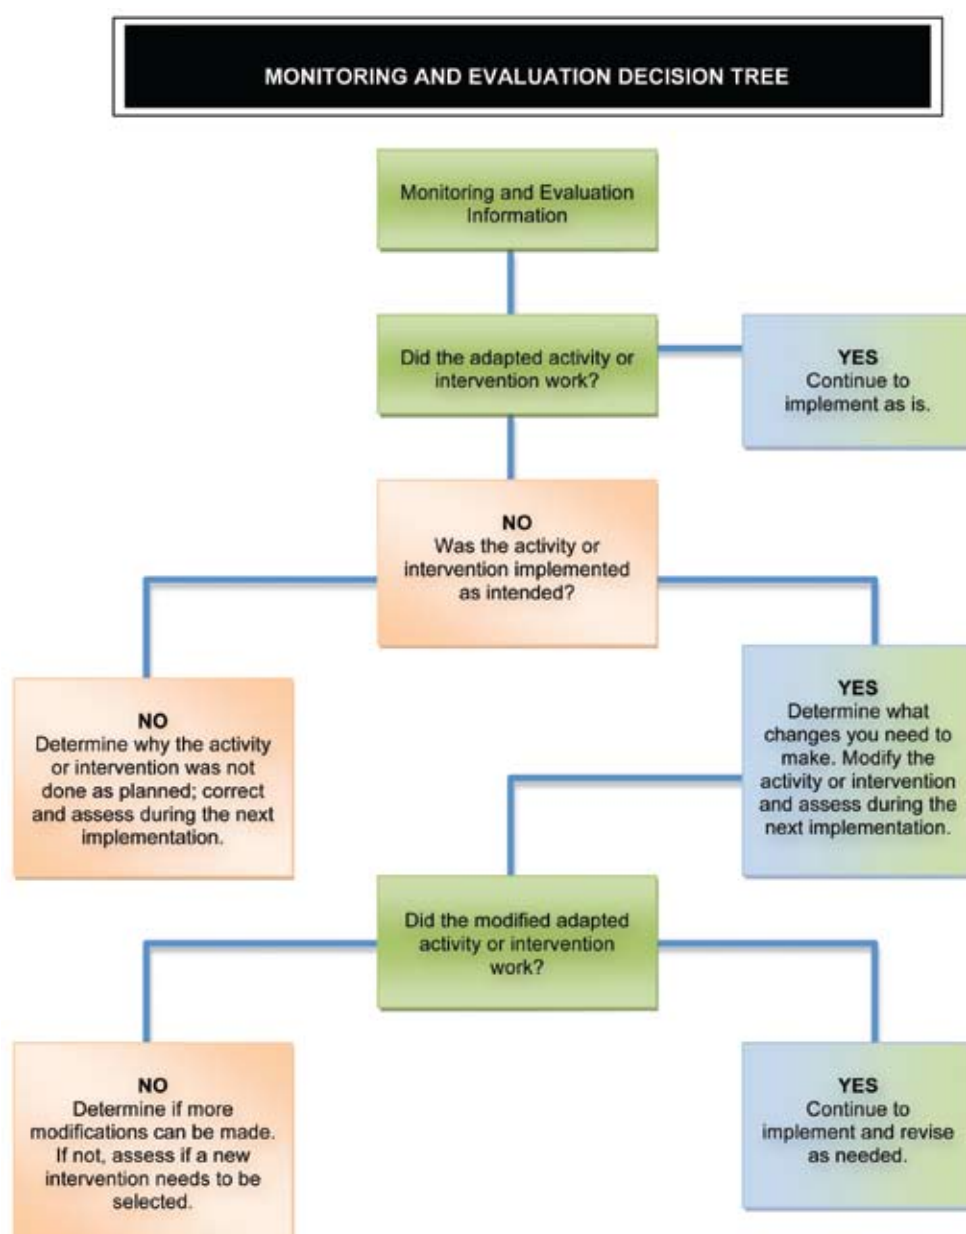 MONITORING AND EVALUATION DECISION TREE
Monitoring and Evaluation
Information
Did the adapted activity or
intervention work?
YES
Continue to
implement as is.
NO
Was the activity or
intervention implemented
as intended?
NO
Determine why the activity
or intervention was not
done as planned; correct
and assess during the next
implementation.
YES
Determine what
changes you need to
make. Modify the
activity or intervention
and assess during the
next implementation.
Did the modified adapted
activity or intervention
work?
NO
Determine if more
modifications can be made.
If not, assess if a new
intervention needs to be
selected.
YES
Continue to
implement and revise
as needed.